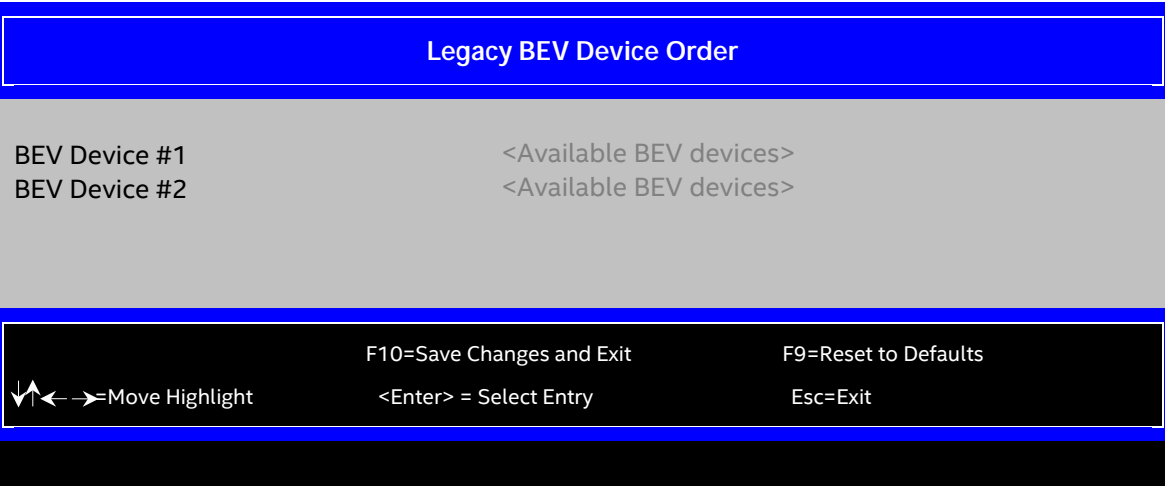 Legacy BEV Device Order
BEV Device #1 <Available BEV devices>
BEV Device #2 <Available BEV devices>
F10=Save Changes and Exit F9=Reset to Defaults
↓↑←→=Move Highlight <Enter> = Select Entry Esc=Exit